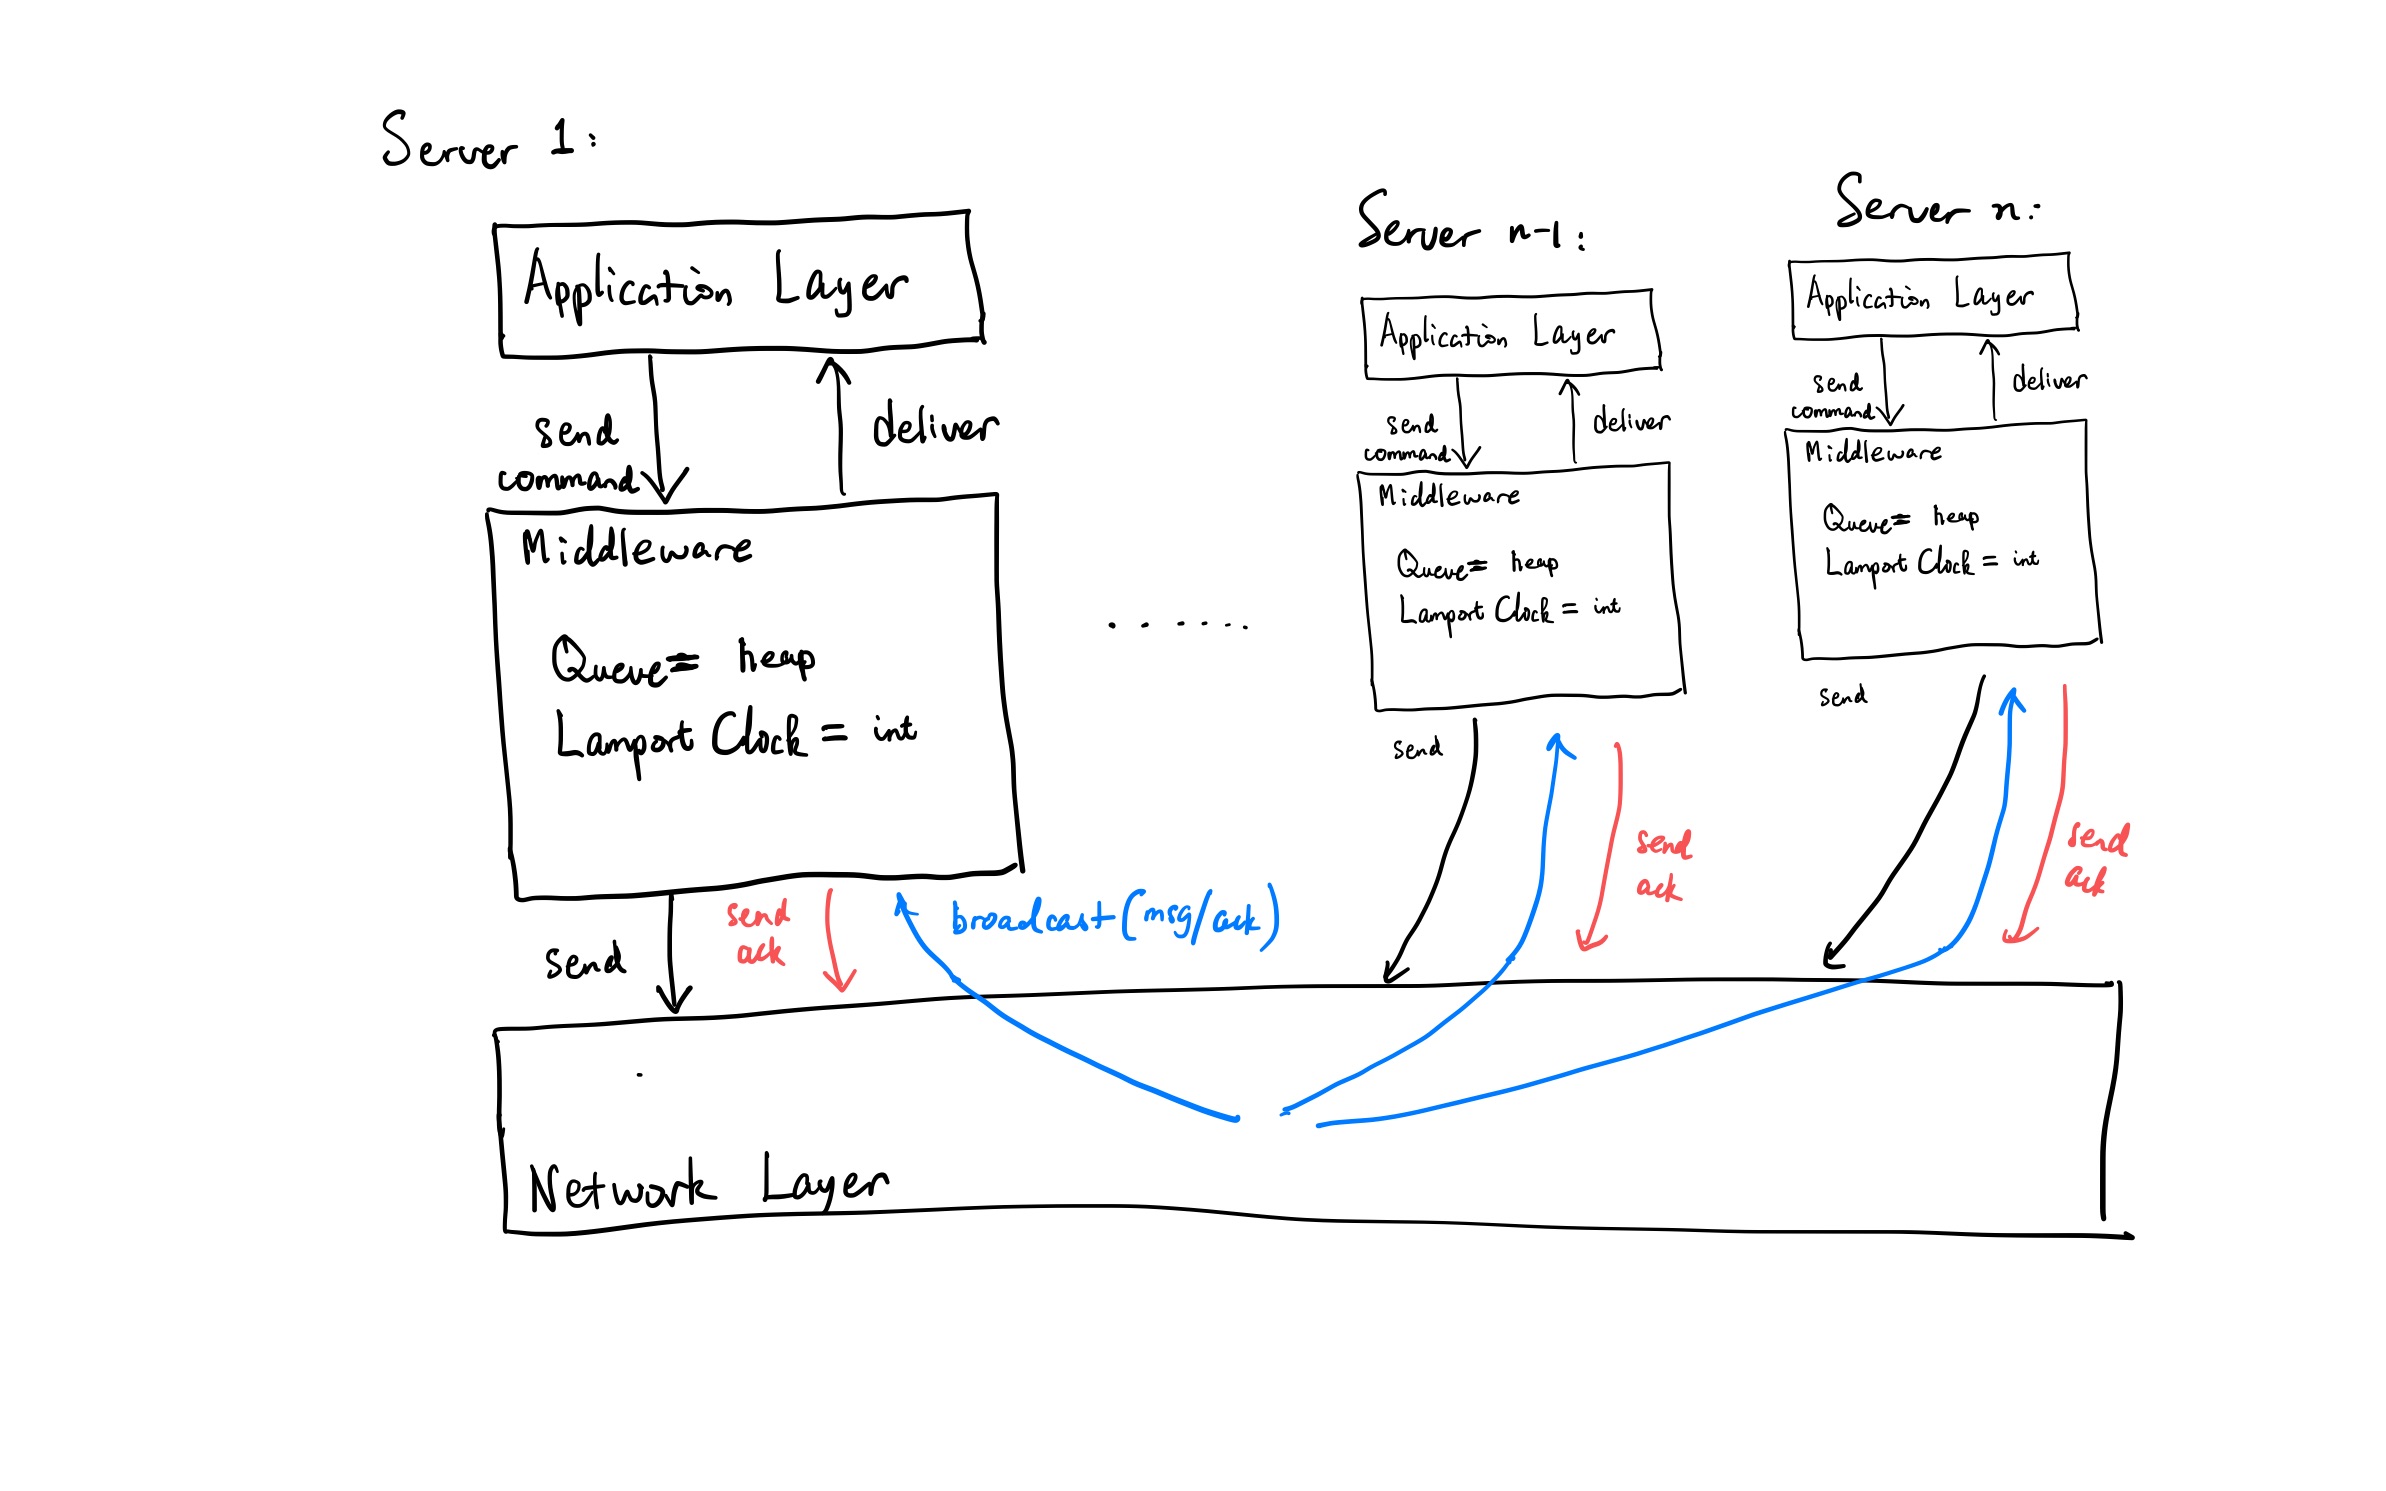 Server 1:
Application Layer
send
command
deliver
Middleware
Queue = heap
Lamport Clock = int
send
send
ack
broadcast (msg/ack)
Server n-1:
Application Layer
send
command
deliver
Middleware
Queue = heap
Lamport Clock = int
send
send
ack
Server n:
Application Layer
send
command
deliver
Middleware
Queue = heap
Lamport Clock = int
send
send
ack
Network Layer